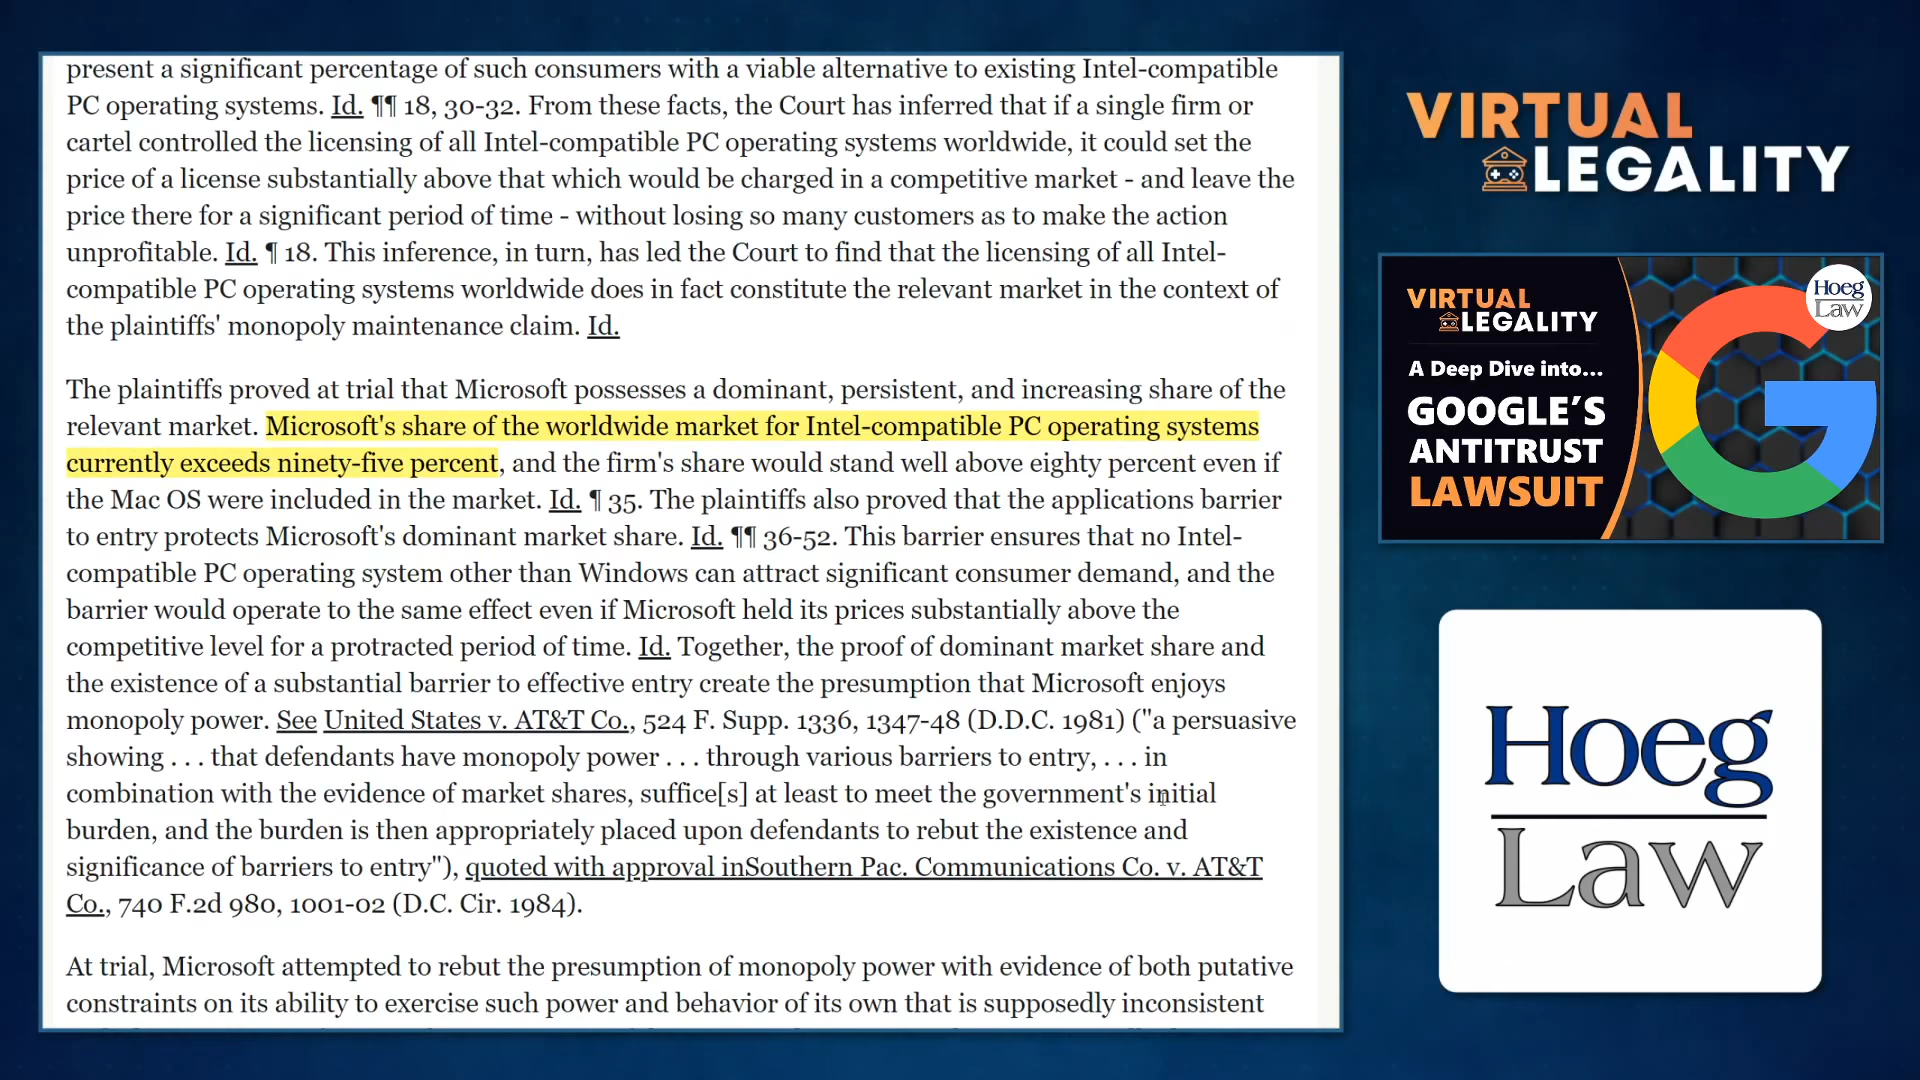 present a significant percentage of such consumers with a viable alternative to existing Intel-compatible
PC operating systems. Id. ¶¶ 18, 30-32. From these facts, the Court has inferred that if a single firm or
cartel controlled the licensing of all Intel-compatible PC operating systems worldwide, it could set the
price of a license substantially above that which would be charged in a competitive market - and leave the
price there for a significant period of time - without losing so many customers as to make the action
unprofitable. Id. ¶ 18. This inference, in turn, has led the Court to find that the licensing of all Intel-
compatible PC operating systems worldwide does in fact constitute the relevant market in the context of
the plaintiffs' monopoly maintenance claim. Id.
The plaintiffs proved at trial that Microsoft possesses a dominant, persistent, and increasing share of the
relevant market. Microsoft's share of the worldwide market for Intel-compatible PC operating systems
currently exceeds ninety-five percent, and the firm's share would stand well above eighty percent even if
the Mac OS were included in the market. Id. ¶ 35. The plaintiffs also proved that the applications barrier
to entry protects Microsoft's dominant market share. Id. ¶¶ 36-52. This barrier ensures that no Intel-
compatible PC operating system other than Windows can attract significant consumer demand, and the
barrier would operate to the same effect even if Microsoft held its prices substantially above the
competitive level for a protracted period of time. Id. Together, the proof of dominant market share and
the existence of a substantial barrier to effective entry create the presumption that Microsoft enjoys
monopoly power. See United States v. AT&T Co., 524 F. Supp. 1336, 1347-48 (D.D.C. 1981) ("a persuasive
showing . . . that defendants have monopoly power . . . through various barriers to entry, . . . in
combination with the evidence of market shares, suffice[s] at least to meet the government's initial
burden, and the burden is then appropriately placed upon defendants to rebut the existence and
significance of barriers to entry"), quoted with approval inSouthern Pac. Communications Co. v. AT&T
Co., 740 F.2d 980, 1001-02 (D.C. Cir. 1984).
At trial, Microsoft attempted to rebut the presumption of monopoly power with evidence of both putative
constraints on its ability to exercise such power and behavior of its own that is supposedly inconsistent
VIRTUAL
LEGALITY
VIRTUAL
LEGALITY
A Deep Dive into...
GOOGLE'S
ANTITRUST
LAWSUIT
Hoeg
Law
Hoeg
Law